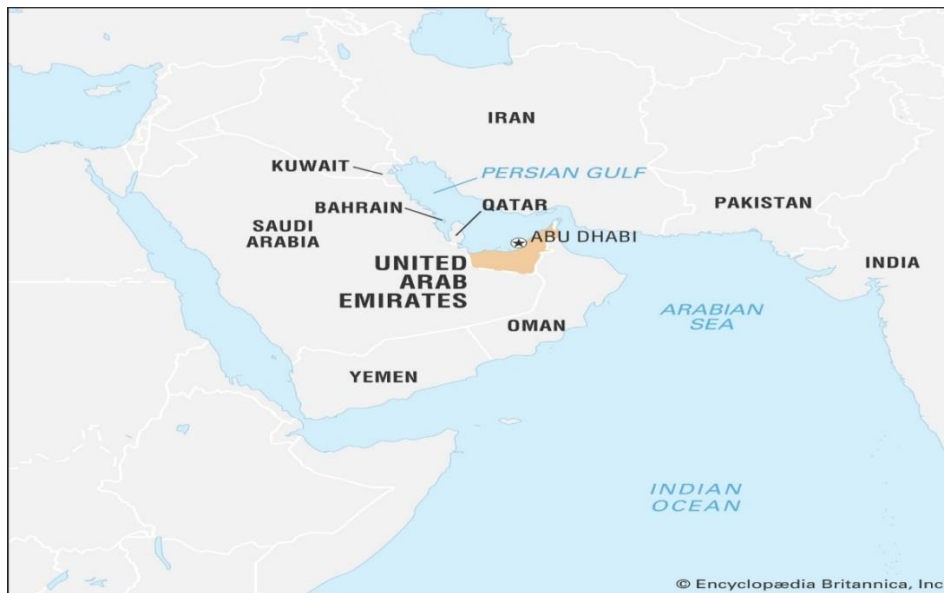 IRAN
KUWAIT
PERSIAN GULF
BAHRAIN
QATAR
PAKISTAN
SAUDI
ARABIA
ABU DHABI
UNITED
ARAB
EMIRATES
INDIA
ARABIAN
SEA
OMAN
YEMEN
INDIAN
OCEAN
© Encyclopædia Britannica, Inc